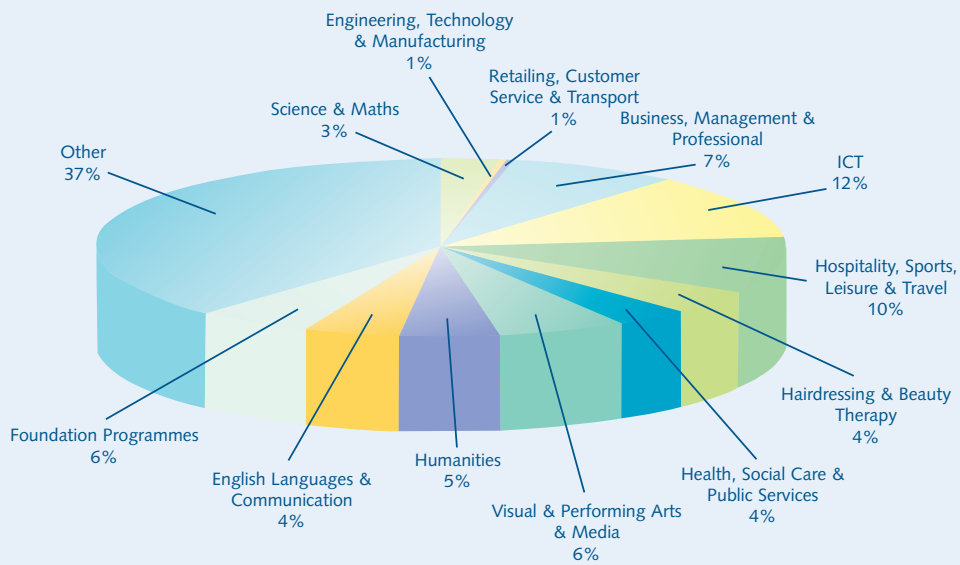 Engineering, Technology
& Manufacturing
1%
Retailing, Customer
Service & Transport
1%
Science & Maths
3%
Business, Management &
Professional
7%
Other
37%
ICT
12%
Hospitality, Sports,
Leisure & Travel
10%
Hairdressing & Beauty
Therapy
4%
Foundation Programmes
6%
English Languages &
Communication
4%
Humanities
5%
Health, Social Care &
Public Services
4%
Visual & Performing Arts
& Media
6%